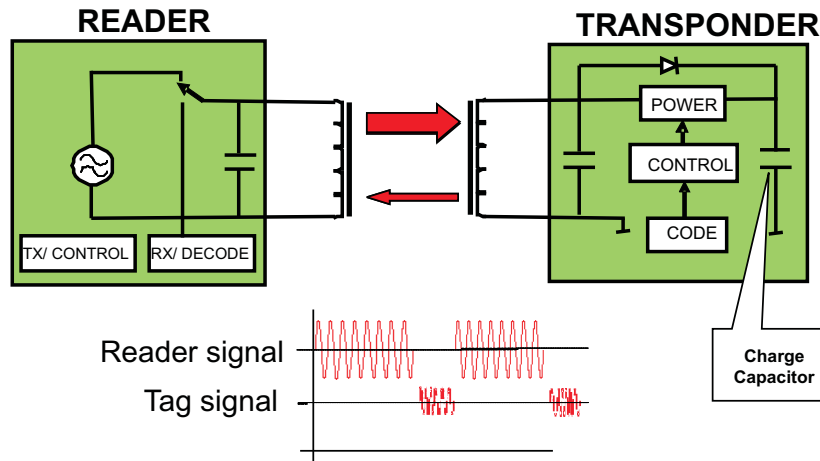 READER
TRANSPONDER
POWER
CONTROL
CODE
TX/ CONTROL
RX/ DECODE
Reader signal
Tag signal
Charge
Capacitor